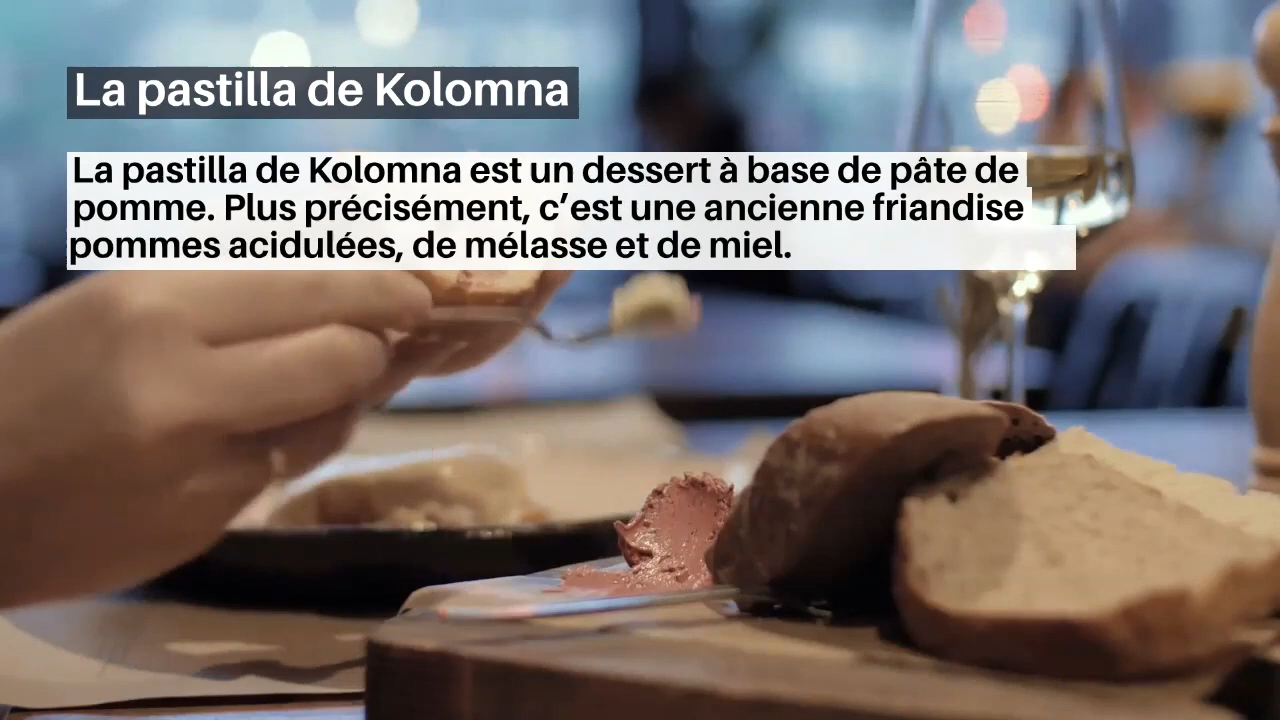 La pastilla de Kolomna
La pastilla de Kolomna est un dessert à base de pâte de
pomme. Plus précisément, c’est une ancienne friandise
pommes acidulées, de mélasse et de miel.